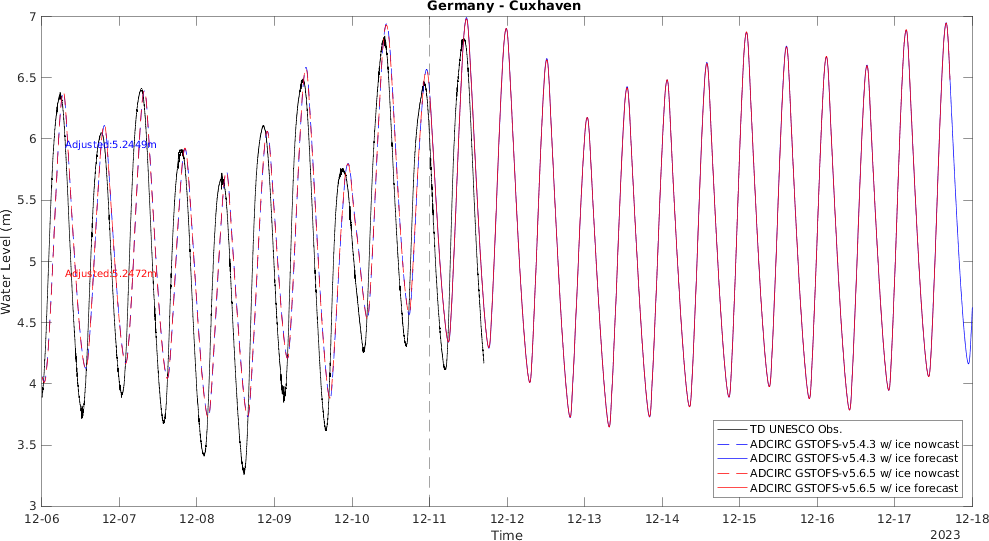 Germany - Cuxhaven
7
6.5
6
5.5
5
4.5
4
3.5
3
Water Level (m)
Adjusted:5.2449m
Adjusted:5.2472m
TD UNESCO Obs.
ADCIRC GSTOFS-v5.4.3 w/ ice nowcast
ADCIRC GSTOFS-v5.4.3 w/ ice forecast
ADCIRC GSTOFS-v5.6.5 w/ ice nowcast
ADCIRC GSTOFS-v5.6.5 w/ ice forecast
12-06 12-07 12-08 12-09 12-10 12-11 12-12 12-13 12-14 12-15 12-16 12-17 12-18
Time
2023